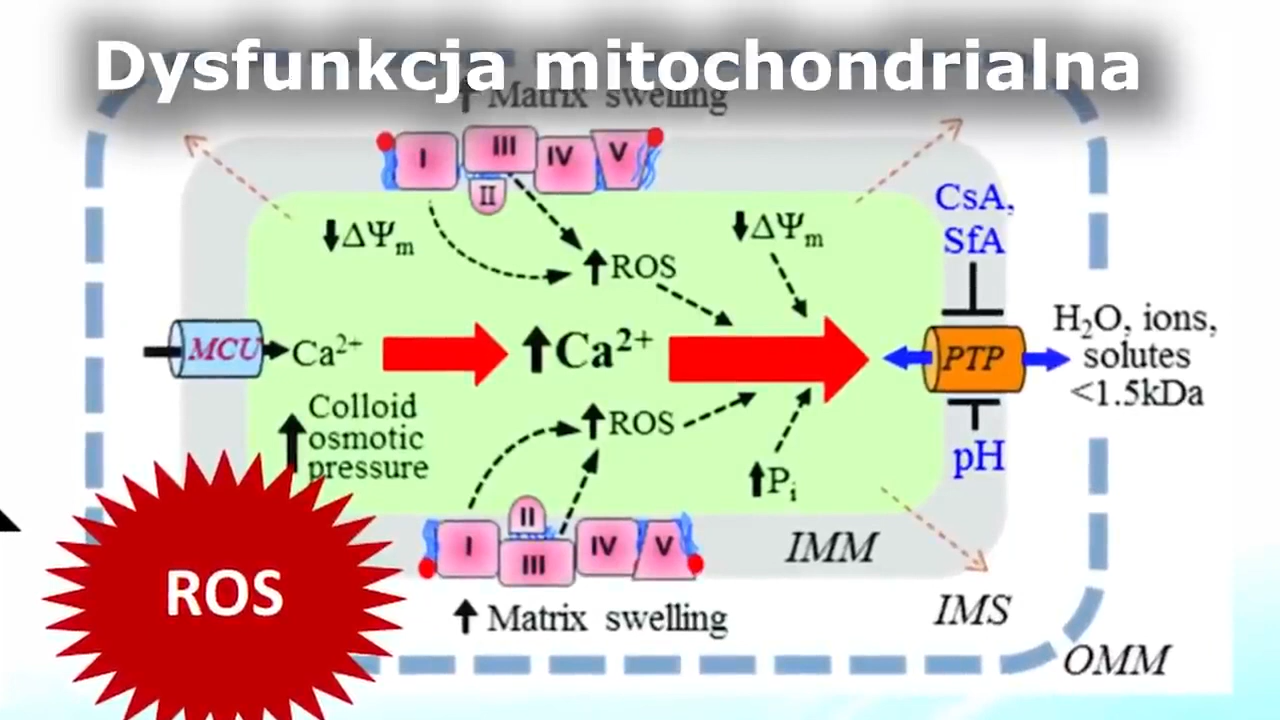 Dysfunkcja mitochondrialna
↑ Matrix swelling
I III IV V
II
↓ΔΨm
↑ROS
↓ΔΨm
CsA,
SfA
MCU
Ca²⁺
↑Ca²⁺
PTP
H₂O, ions,
solutes
<1.5kDa
↑ Colloid
osmotic
pressure
↑ROS
↑Pi
pH
II
I III IV V
IMM
ROS
↑ Matrix swelling
IMS
OMM